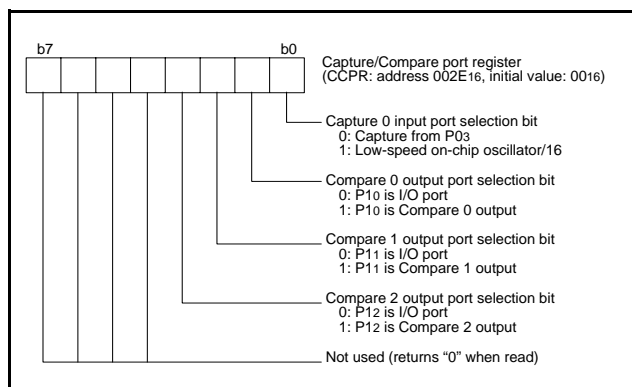 b7
b0
Capture/Compare port register
(CCPR: address 002E16, initial value: 0016)
Capture 0 input port selection bit
0: Capture from P03
1: Low-speed on-chip oscillator/16
Compare 0 output port selection bit
0: P10 is I/O port
1: P10 is Compare 0 output
Compare 1 output port selection bit
0: P11 is I/O port
1: P11 is Compare 1 output
Compare 2 output port selection bit
0: P12 is I/O port
1: P12 is Compare 2 output
Not used (returns “0” when read)